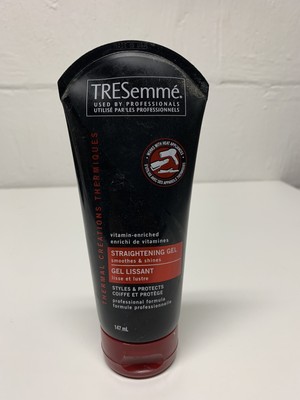 TRESemmé.
USED BY PROFESSIONALS
UTILISÉ PAR LES PROFESSIONNELS
THERMAL CREATIONS THERMIQUES
vitamin-enriched
enrichi de vitamines
STRAIGHTENING GEL
smoothes & shines
GEL LISSANT
lisse et lustre
STYLES & PROTECTS
COIFFE ET PROTÈGE
professional formula
formule professionnelle
147 mL